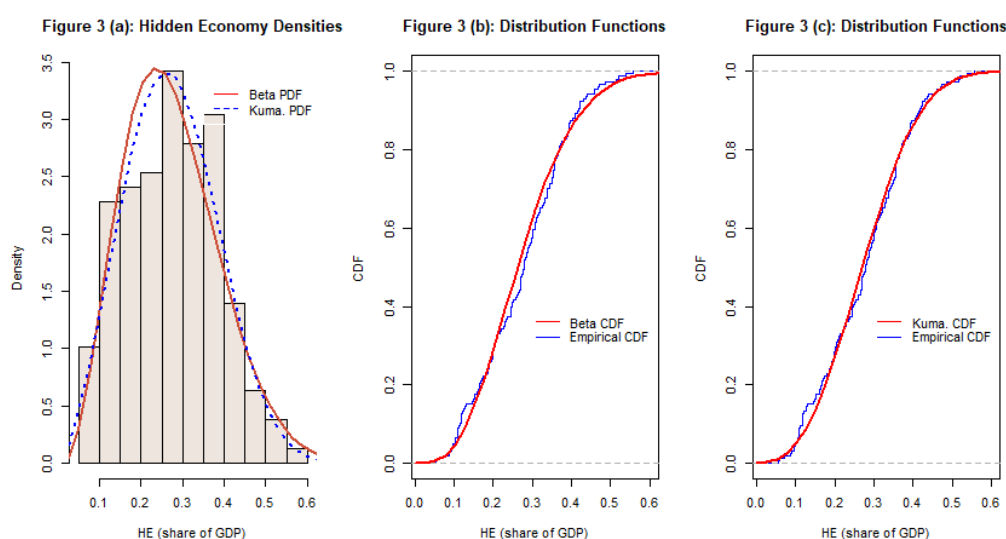 Figure 3 (a): Hidden Economy Densities
Density
0.0
0.5
1.0
1.5
2.0
2.5
3.0
3.5
Beta PDF
Kuma. PDF
0.1 0.2 0.3 0.4 0.5 0.6
HE (share of GDP)
Figure 3 (b): Distribution Functions
CDF
0.0
0.2
0.4
0.6
0.8
1.0
Beta CDF
Empirical CDF
0.0 0.1 0.2 0.3 0.4 0.5 0.6
HE (share of GDP)
Figure 3 (c): Distribution Functions
CDF
0.0
0.2
0.4
0.6
0.8
1.0
Kuma. CDF
Empirical CDF
0.0 0.1 0.2 0.3 0.4 0.5 0.6
HE (share of GDP)